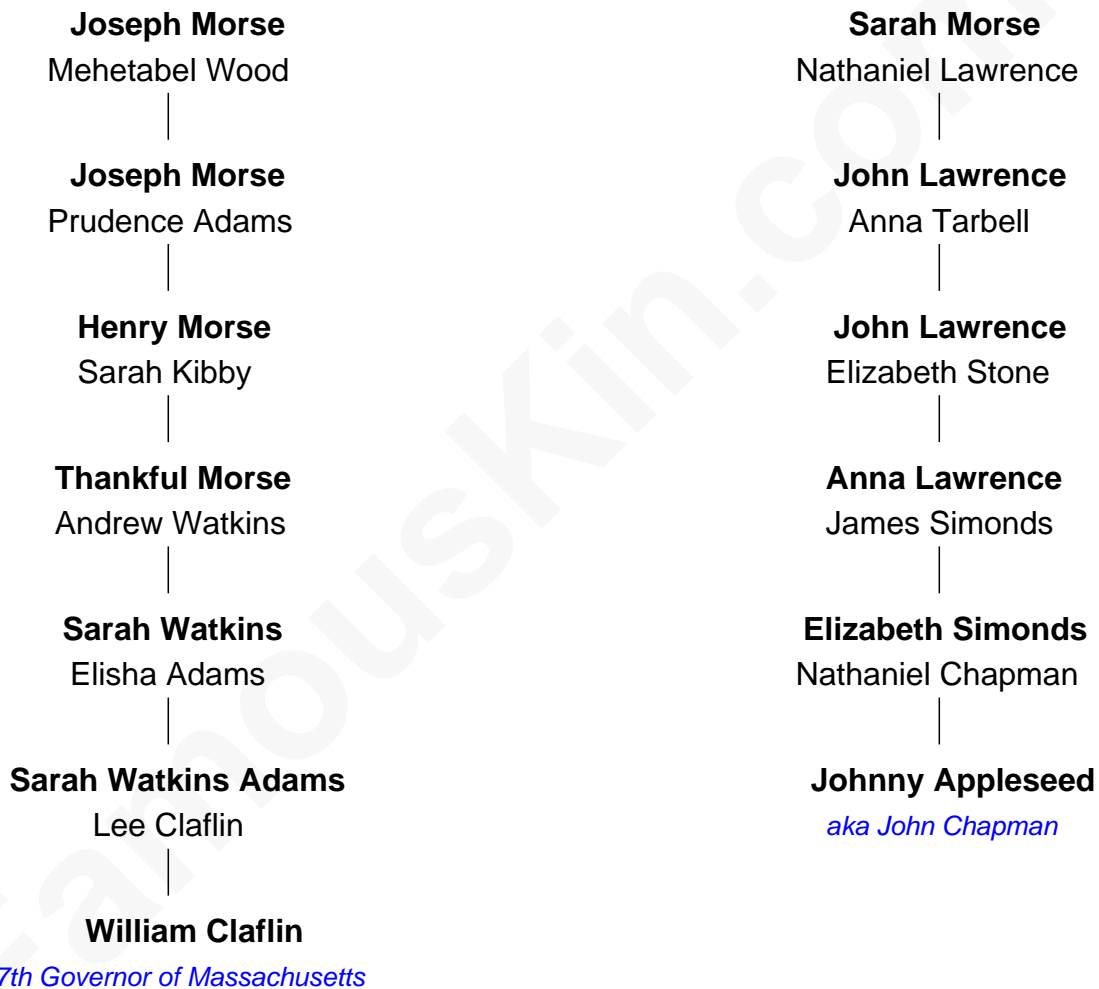 Joseph Morse
Mehetabel Wood
Joseph Morse
Prudence Adams
Henry Morse
Sarah Kibby
Thankful Morse
Andrew Watkins
Sarah Watkins
Elisha Adams
Sarah Watkins Adams
Lee Claflin
William Claflin
7th Governor of Massachusetts
Sarah Morse
Nathaniel Lawrence
John Lawrence
Anna Tarbell
John Lawrence
Elizabeth Stone
Anna Lawrence
James Simonds
Elizabeth Simonds
Nathaniel Chapman
Johnny Appleseed
aka John Chapman
FamousKin.com